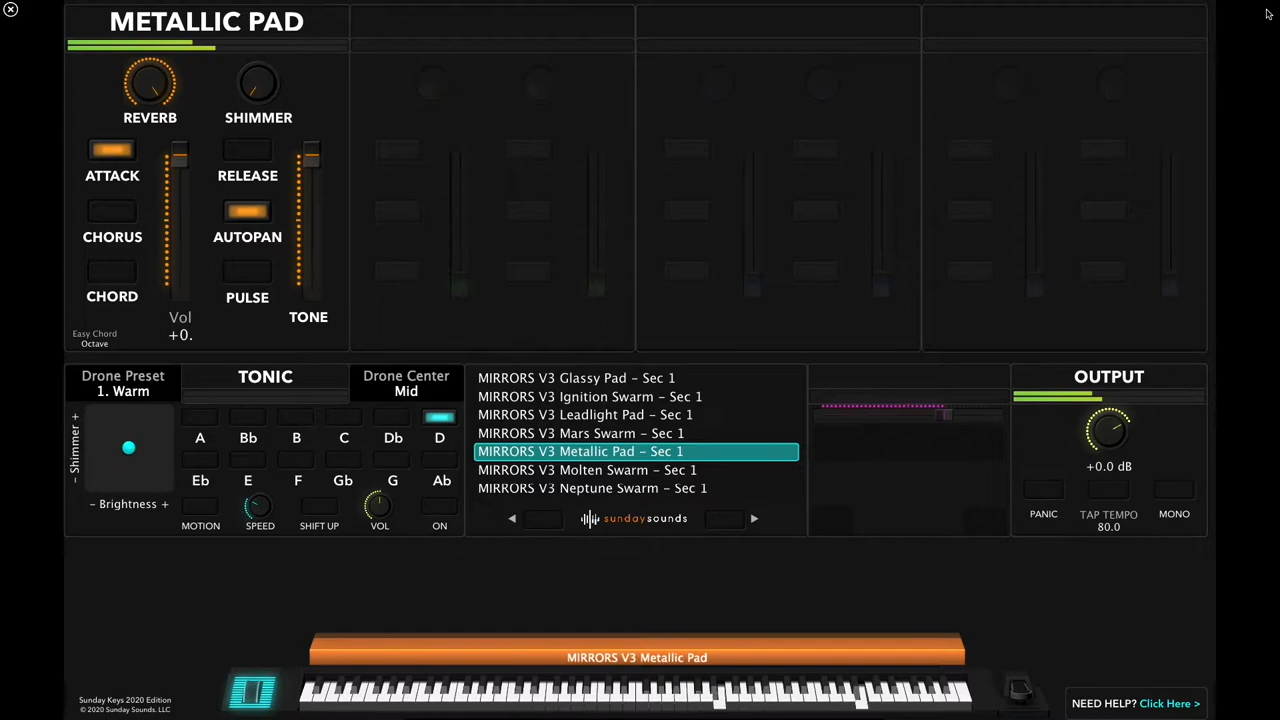 METALLIC PAD
REVERB
SHIMMER
ATTACK
RELEASE
CHORUS
AUTOPAN
CHORD
PULSE
Vol
+0.
TONE
Easy Chord
Octave
Drone Preset
1. Warm
TONIC
Drone Center
Mid
- Shimmer +
- Brightness +
A
Bb
B
C
Db
D
Eb
E
F
Gb
G
Ab
MOTION
SPEED
SHIFT UP
VOL
ON
MIRRORS V3 Glassy Pad – Sec 1
MIRRORS V3 Ignition Swarm – Sec 1
MIRRORS V3 Leadlight Pad – Sec 1
MIRRORS V3 Mars Swarm – Sec 1
MIRRORS V3 Metallic Pad – Sec 1
MIRRORS V3 Molten Swarm – Sec 1
MIRRORS V3 Neptune Swarm – Sec 1
sundaysounds
OUTPUT
+0.0 dB
PANIC
TAP TEMPO
80.0
MONO
MIRRORS V3 Metallic Pad
Sunday Keys 2020 Edition
© 2020 Sunday Sounds. LLC
NEED HELP? Click Here >